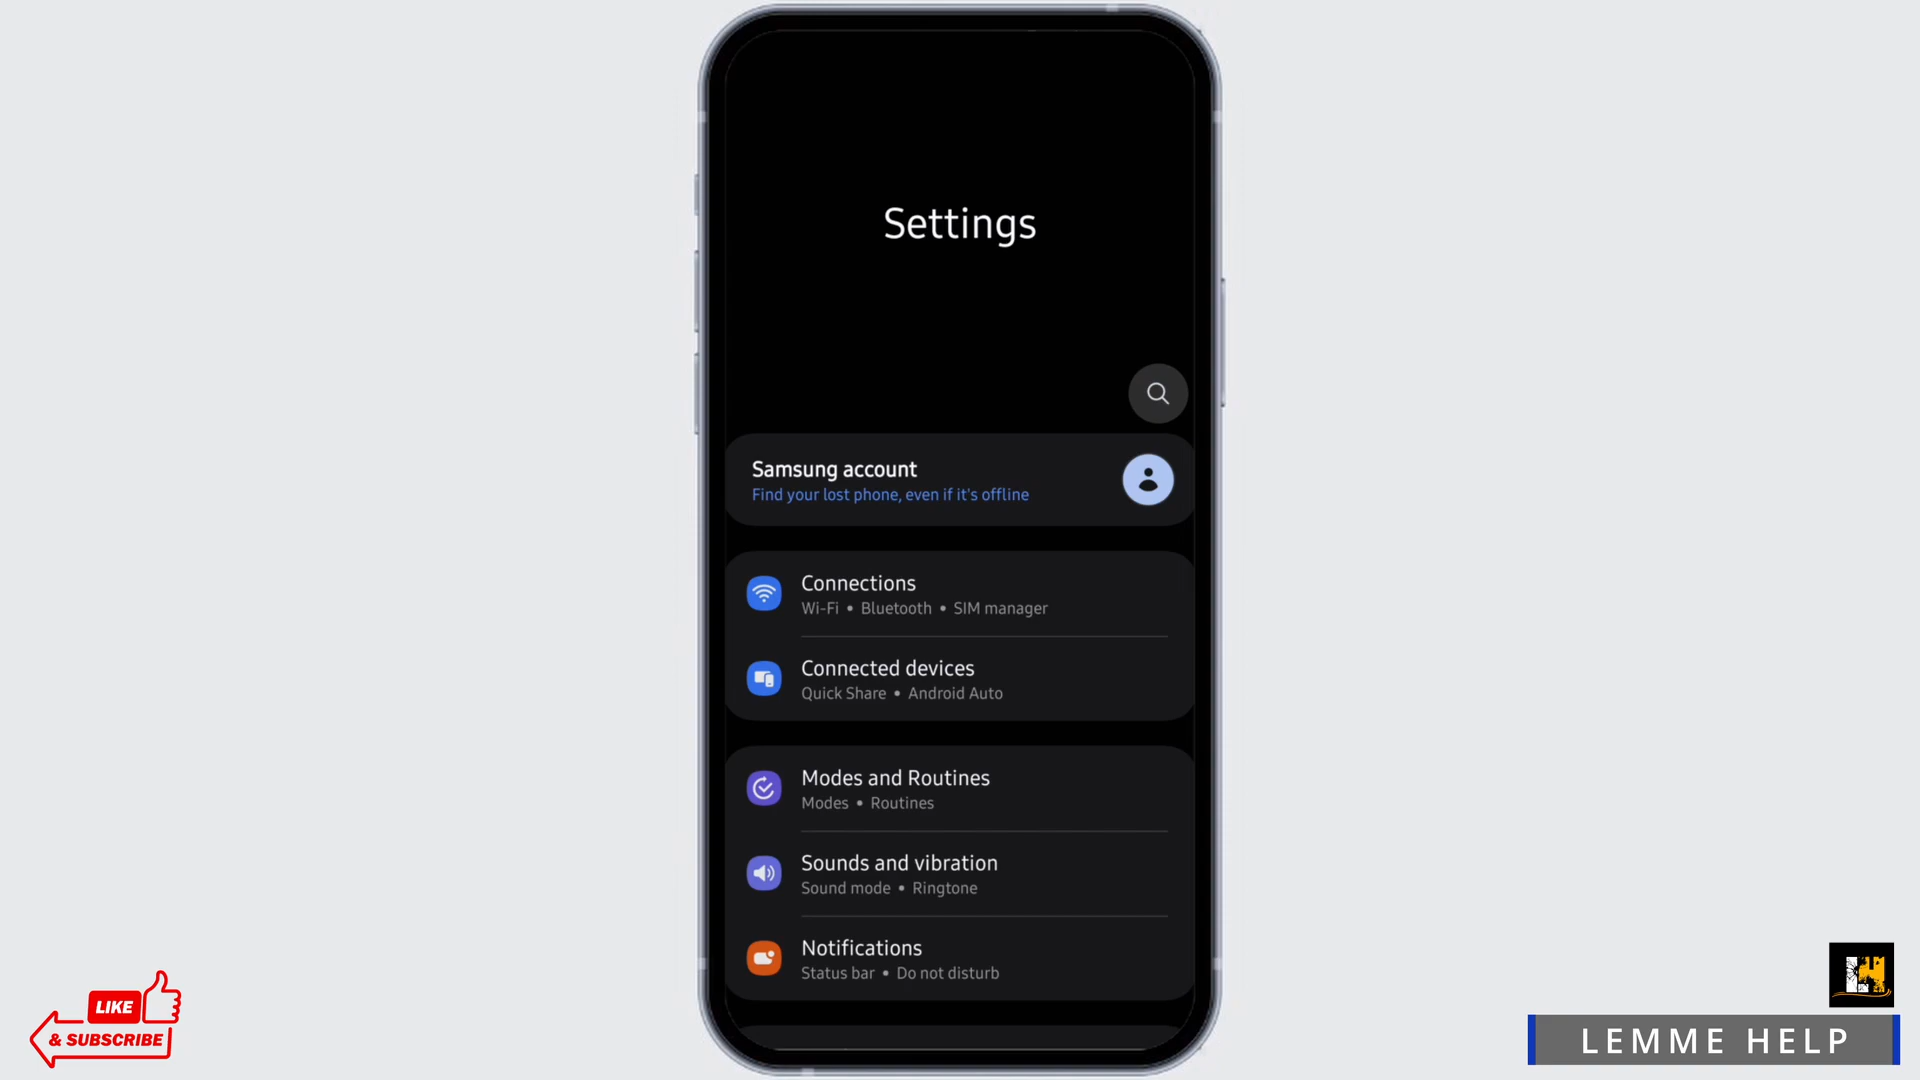 Settings
Samsung account
Find your lost phone, even if it's offline
Connections
Wi-Fi • Bluetooth • SIM manager
Connected devices
Quick Share • Android Auto
Modes and Routines
Modes • Routines
Sounds and vibration
Sound mode • Ringtone
Notifications
Status bar • Do not disturb
LIKE
& SUBSCRIBE
LEMME HELP